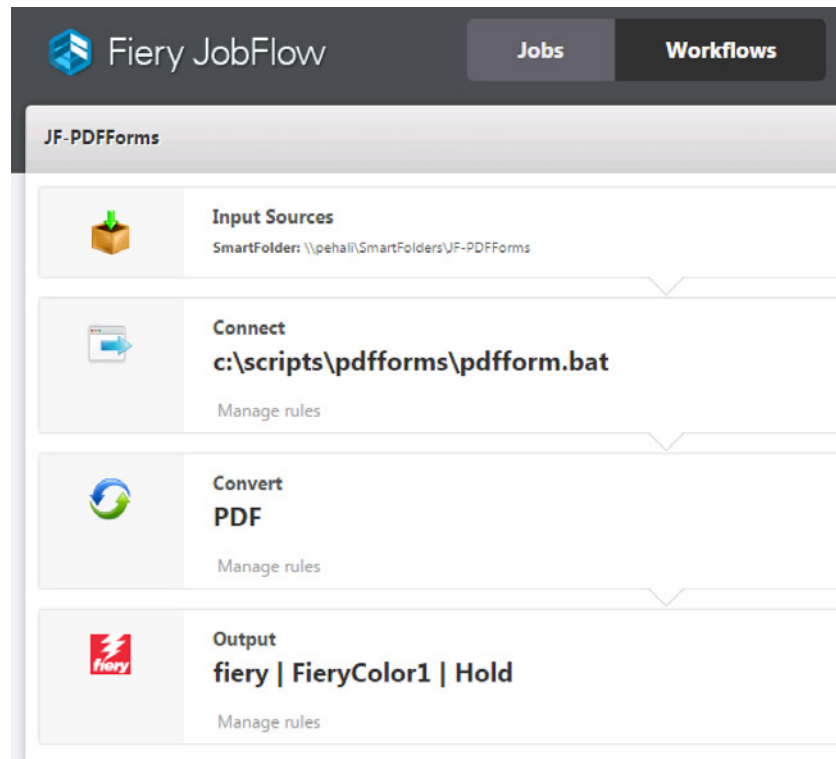 Fiery JobFlow
Jobs
Workflows
JF-PDFForms
Input Sources
SmartFolder: \\pehali\SmartFolders\JF-PDFForms
Connect
c:\scripts\pdfforms\pdfform.bat
Manage rules
Convert
PDF
Manage rules
fiery
Output
fiery | FieryColor1 | Hold
Manage rules